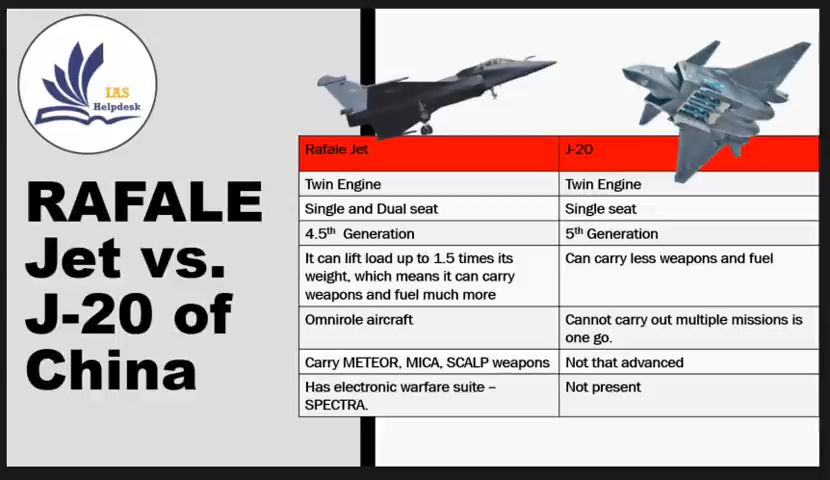 IAS
Helpdesk
RAFALE
Jet vs.
J-20 of
China
Rafale Jet
J-20
Twin Engine
Twin Engine
Single and Dual seat
Single seat
4.5th Generation
5th Generation
It can lift load up to 1.5 times its
weight, which means it can carry
weapons and fuel much more
Can carry less weapons and fuel
Omnirole aircraft
Cannot carry out multiple missions is
one go.
Carry METEOR, MICA, SCALP weapons
Not that advanced
Has electronic warfare suite –
SPECTRA.
Not present